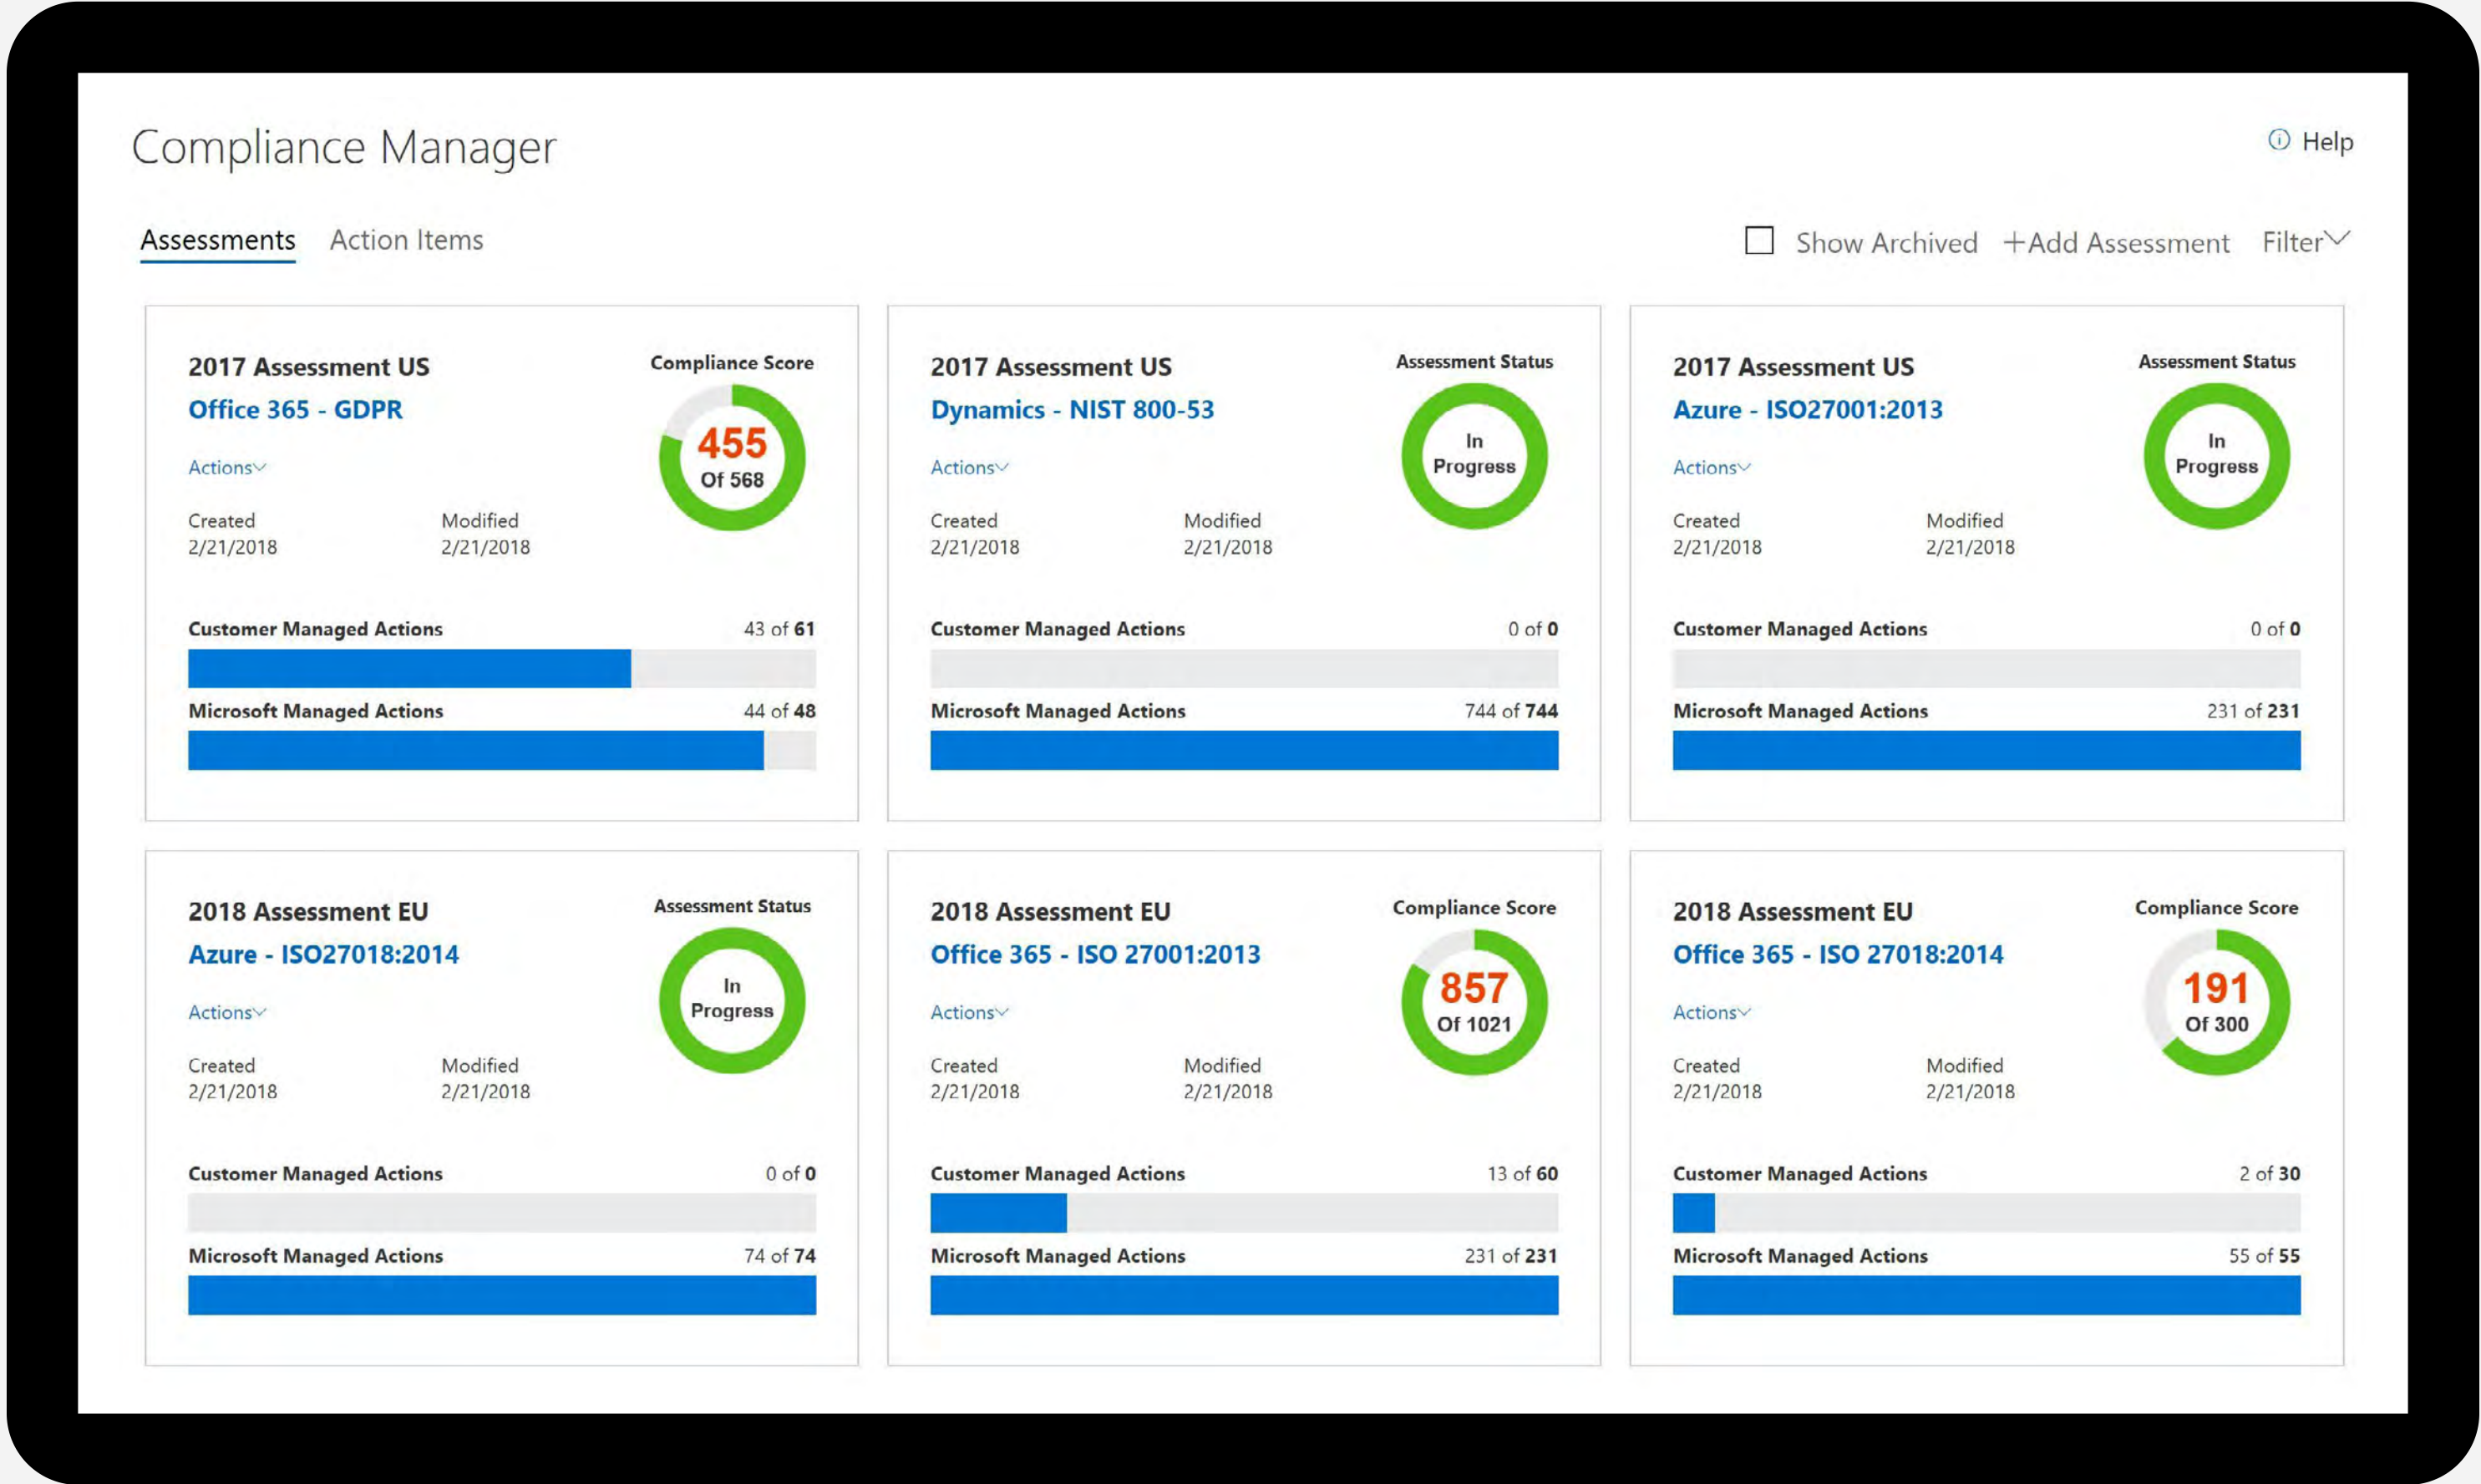 Compliance Manager
Help
Assessments Action Items
Show Archived +Add Assessment Filter
2017 Assessment US
Office 365 - GDPR
Actions
Compliance Score
455
Of 568
Created Modified
2/21/2018 2/21/2018
Customer Managed Actions 43 of 61
Microsoft Managed Actions 44 of 48
2017 Assessment US
Dynamics - NIST 800-53
Actions
Assessment Status
In
Progress
Created Modified
2/21/2018 2/21/2018
Customer Managed Actions 0 of 0
Microsoft Managed Actions 744 of 744
2017 Assessment US
Azure - ISO27001:2013
Actions
Assessment Status
In
Progress
Created Modified
2/21/2018 2/21/2018
Customer Managed Actions 0 of 0
Microsoft Managed Actions 231 of 231
2018 Assessment EU
Azure - ISO27018:2014
Actions
Assessment Status
In
Progress
Created Modified
2/21/2018 2/21/2018
Customer Managed Actions 0 of 0
Microsoft Managed Actions 74 of 74
2018 Assessment EU
Office 365 - ISO 27001:2013
Actions
Compliance Score
857
Of 1021
Created Modified
2/21/2018 2/21/2018
Customer Managed Actions 13 of 60
Microsoft Managed Actions 231 of 231
2018 Assessment EU
Office 365 - ISO 27018:2014
Actions
Compliance Score
191
Of 300
Created Modified
2/21/2018 2/21/2018
Customer Managed Actions 2 of 30
Microsoft Managed Actions 55 of 55